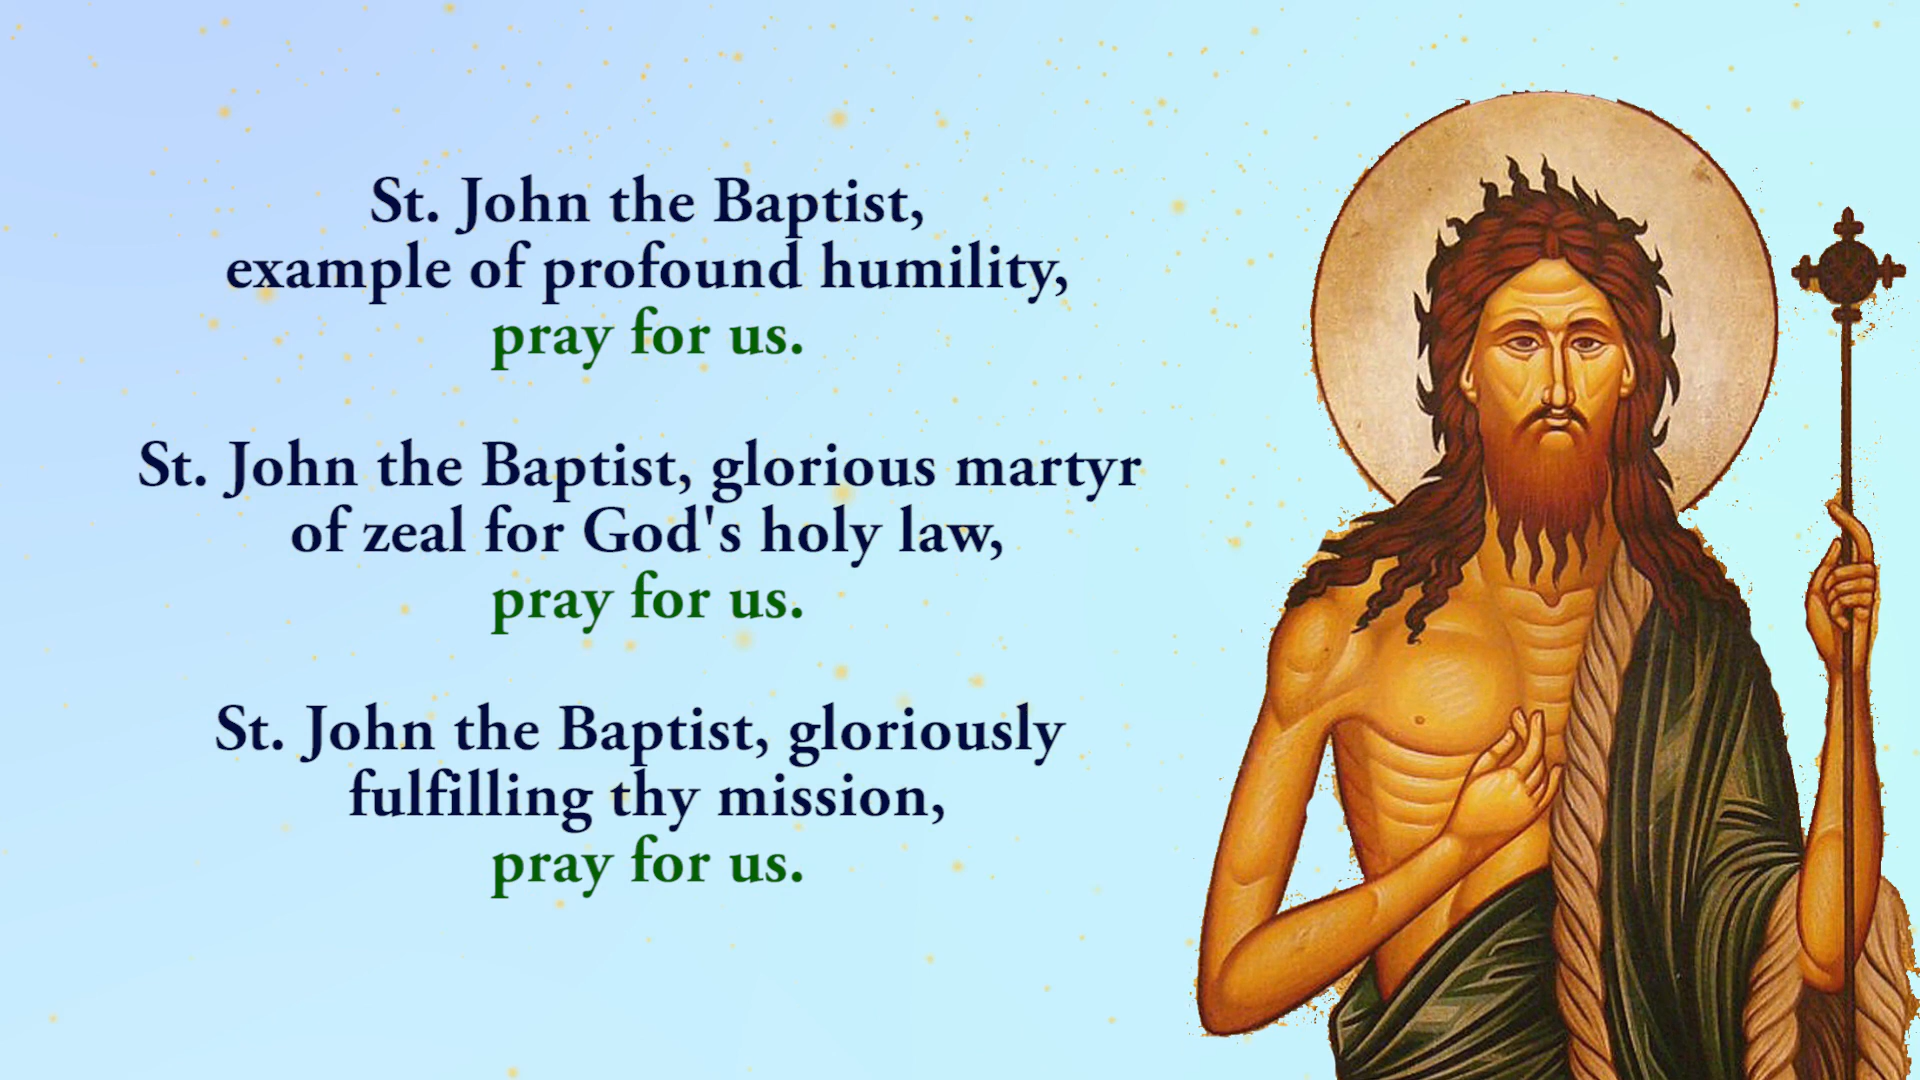 St. John the Baptist,
example of profound humility,
pray for us.
St. John the Baptist, glorious martyr
of zeal for God's holy law,
pray for us.
St. John the Baptist, gloriously
fulfilling thy mission,
pray for us.